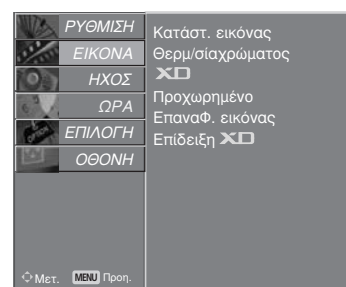 ΡΥΘΜΙΣΗ
ΕΙΚΟΝΑ
ΗΧΟΣ
ΩΡΑ
ΕΠΙΛΟΓΗ
ΟΘΟΝΗ
Μετ. MENU Προη.
Κατάστ. εικόνας
Θερμ/σίαχρώματος
XD
Προχωρημένο
ΕπαναΦ. εικόνας
Επίδειξη XD